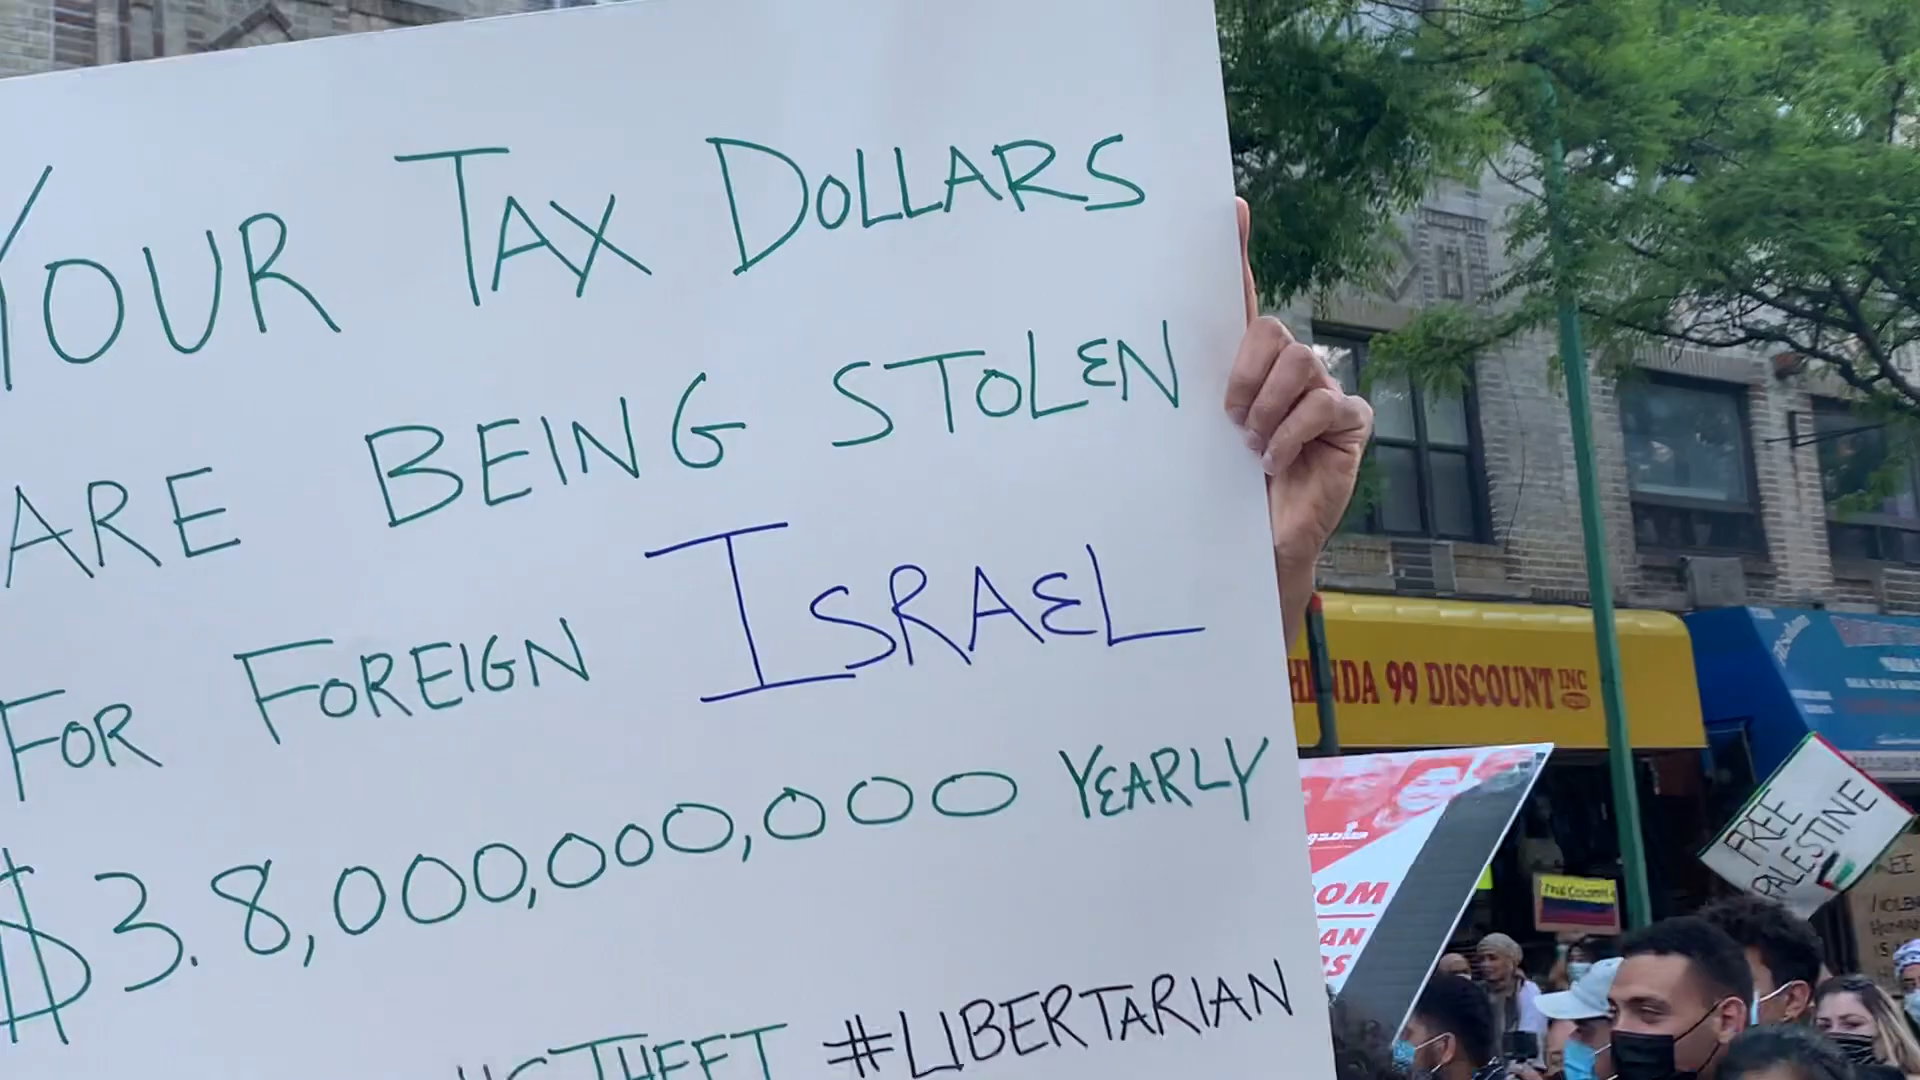 YOUR TAX DOLLARS
ARE BEING STOLEN
FOR FOREIGN ISRAEL
$3.8,000,000,000 YEARLY
THEFT #LIBERTARIAN
99 DISCOUNT INC
FREE
PALESTINE